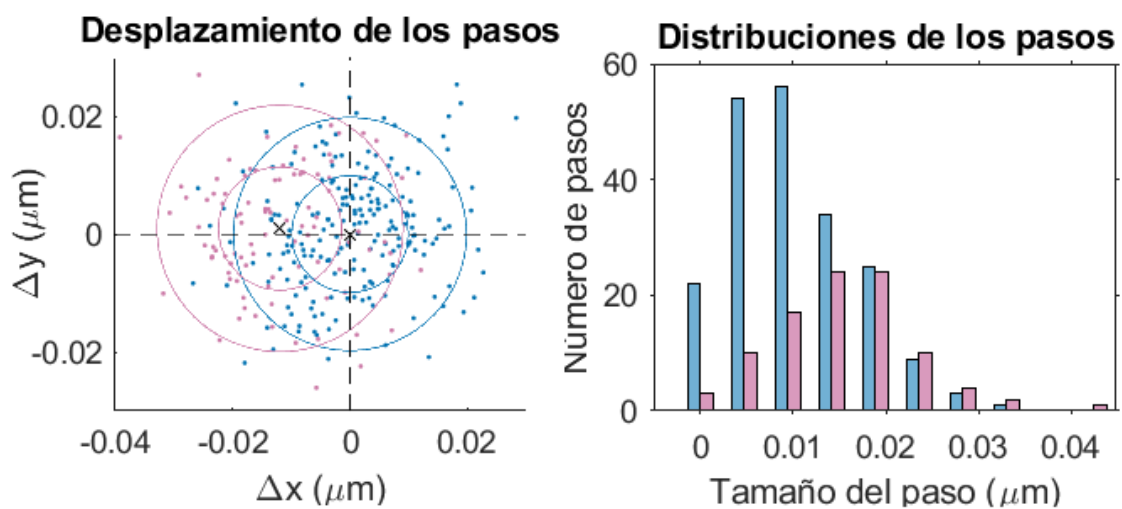 Desplazamiento de los pasos
0.02
0
-0.02
Δy (μm)
-0.04
-0.02
0
0.02
Δx (μm)
Distribuciones de los pasos
60
40
20
0
Número de pasos
0
0.01
0.02
0.03
0.04
Tamaño del paso (μm)